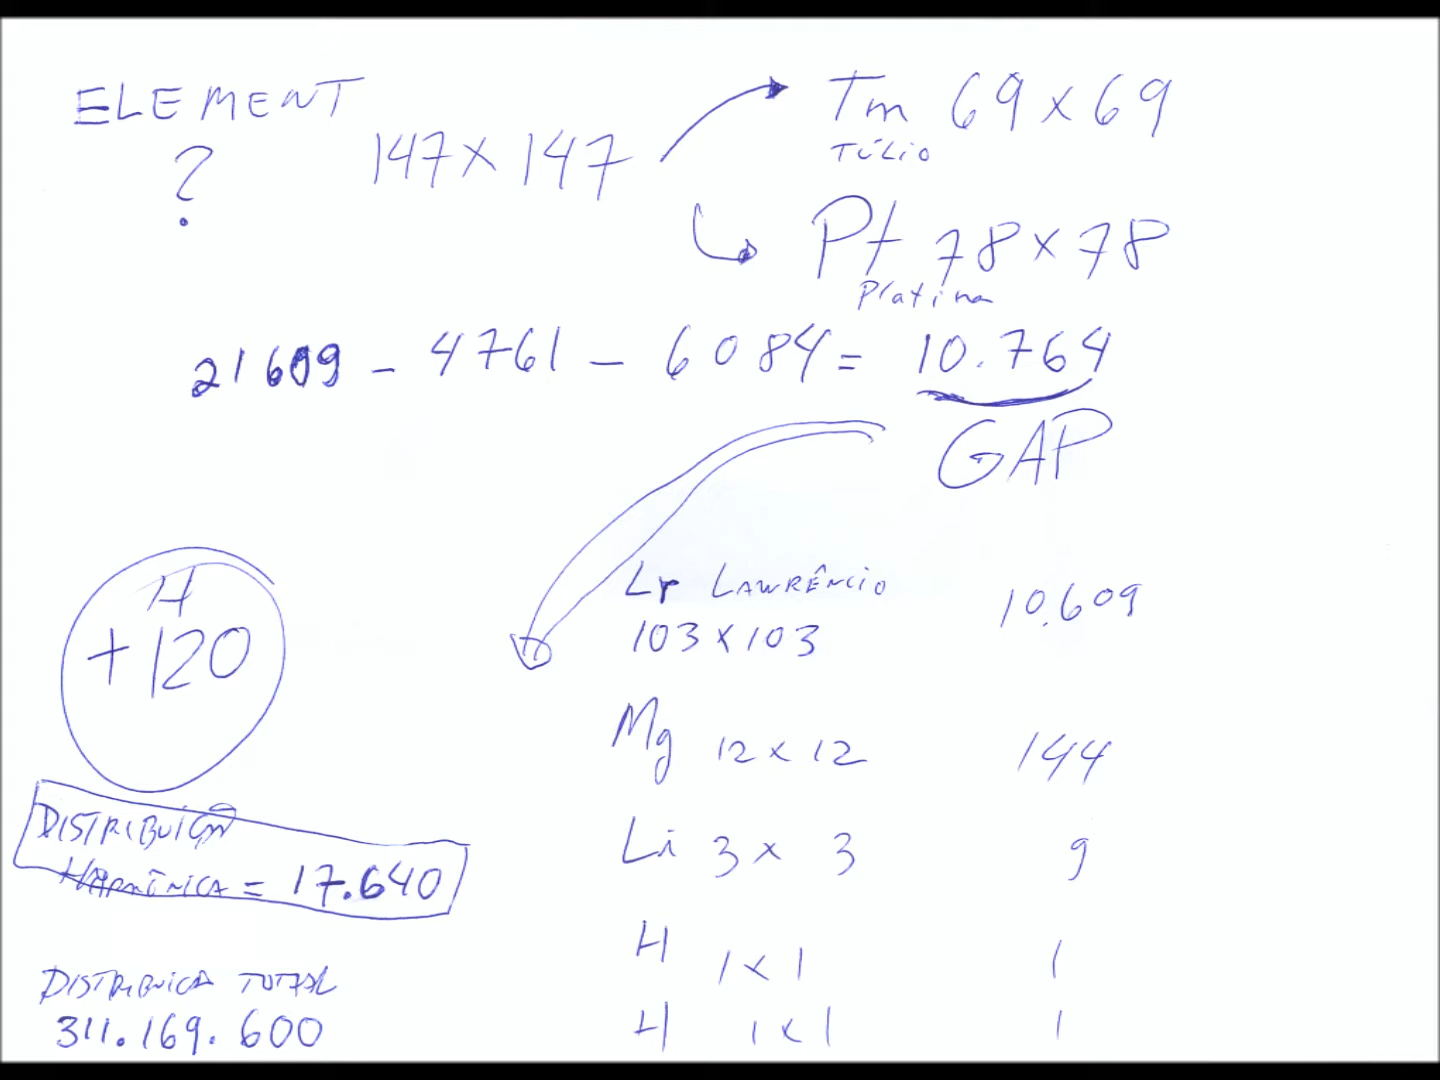 ELEMENT
?
147 x 147
Tm 69 x 69
TÚLIO
Pt 78 x 78
Platina
21609 - 4761 - 6084 = 10.764
GAP
Lr LAWRÊNCIO 10.609
103 x 103
Mg 12 x 12 144
Li 3 x 3 9
H 1 x 1 1
H 1 x 1 1
H
+ 120
DISTRIBUIÇÃO
HARMÔNICA = 17.640
TOTAL
311.169.600